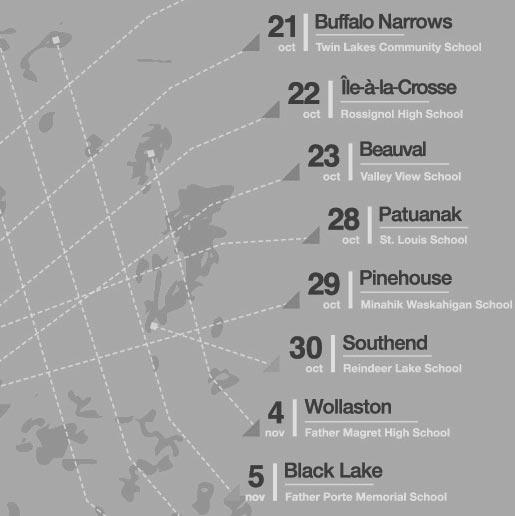 21 Buffalo Narrows
oct Twin Lakes Community School
22 Île-à-la-Crosse
oct Rossignol High School
23 Beauval
oct Valley View School
28 Patuanak
oct St. Louis School
29 Pinehouse
oct Minahik Waskahigan School
30 Southend
oct Reindeer Lake School
4 Wollaston
nov Father Magret High School
5 Black Lake
nov Father Porte Memorial School